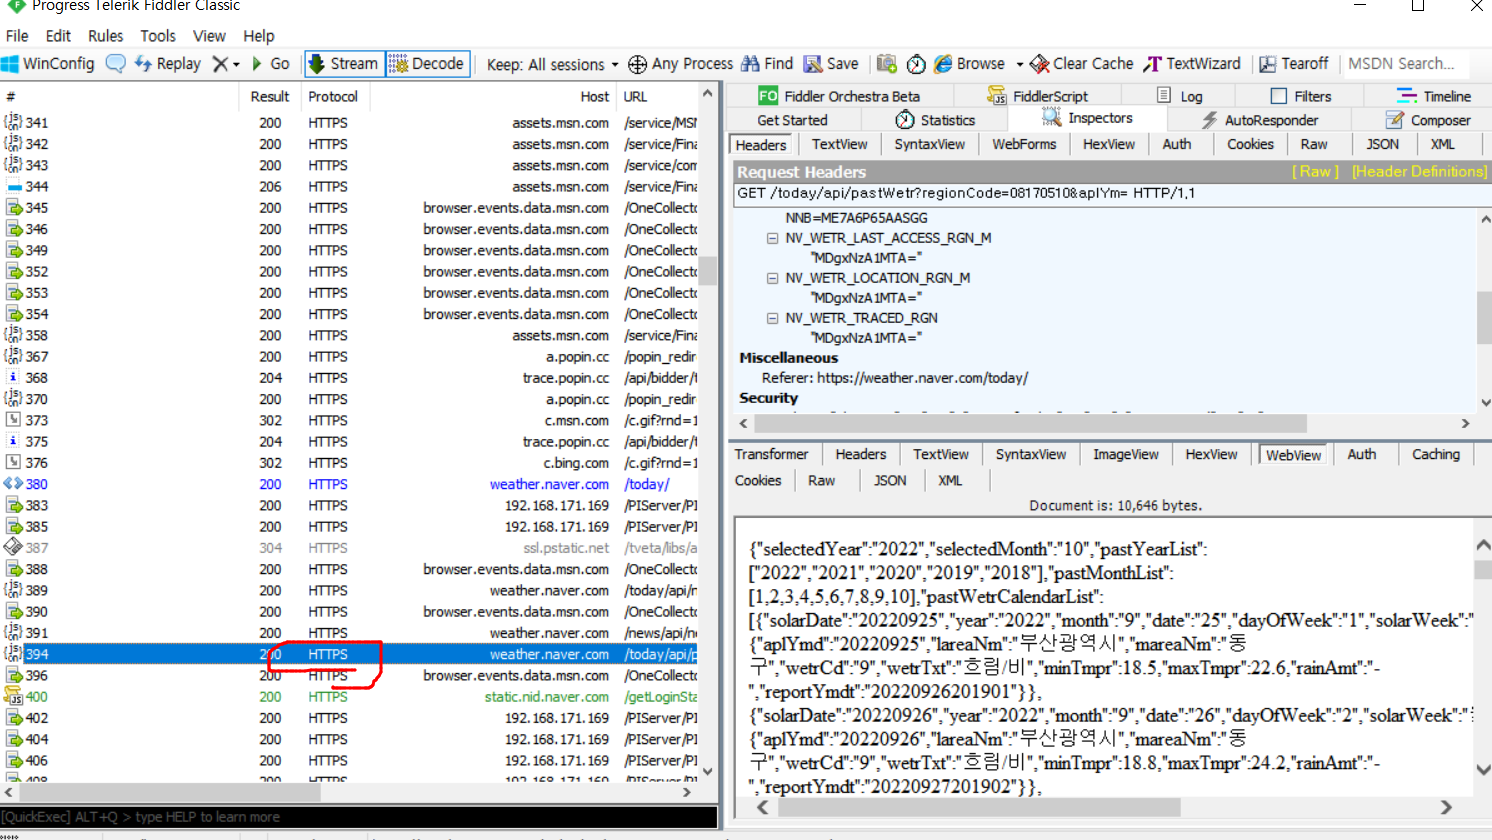 Progress Telerik Fiddler Classic
File Edit Rules Tools View Help
WinConfig Replay Go Stream Decode Keep: All sessions Any Process Find Save Browse Clear Cache TextWizard Tearoff MSDN Search...
# Result Protocol Host URL
341 200 HTTPS assets.msn.com /service/MSN
342 200 HTTPS assets.msn.com /service/Fina
343 200 HTTPS assets.msn.com /service/com
344 206 HTTPS assets.msn.com /service/Fina
345 200 HTTPS browser.events.data.msn.com /OneCollecto
346 200 HTTPS browser.events.data.msn.com /OneCollecto
349 200 HTTPS browser.events.data.msn.com /OneCollecto
352 200 HTTPS browser.events.data.msn.com /OneCollecto
353 200 HTTPS browser.events.data.msn.com /OneCollecto
354 200 HTTPS browser.events.data.msn.com /OneCollecto
358 200 HTTPS assets.msn.com /service/Fina
367 200 HTTPS a.popin.cc /popin_redir
368 204 HTTPS trace.popin.cc /api/bidder/t
370 200 HTTPS a.popin.cc /popin_redir
373 302 HTTPS c.msn.com /c.gif?rnd=1
375 204 HTTPS trace.popin.cc /api/bidder/t
376 302 HTTPS c.bing.com /c.gif?rnd=1
380 200 HTTPS weather.naver.com /today/
383 200 HTTPS 192.168.171.169 /PIServer/PI
385 200 HTTPS 192.168.171.169 /PIServer/PI
387 304 HTTPS ssl.pstatic.net /tveta/libs/a
388 200 HTTPS browser.events.data.msn.com /OneCollecto
389 200 HTTPS weather.naver.com /today/api/n
390 200 HTTPS browser.events.data.msn.com /OneCollecto
391 200 HTTPS weather.naver.com /news/api/ne
394 200 HTTPS weather.naver.com /today/api/p
396 200 HTTPS browser.events.data.msn.com /OneCollecto
400 200 HTTPS static.nid.naver.com /getLoginSta
402 200 HTTPS 192.168.171.169 /PIServer/PI
404 200 HTTPS 192.168.171.169 /PIServer/PI
406 200 HTTPS 192.168.171.169 /PIServer/PI
408 200 HTTPS 192.168.171.169 /PIServer/PI
[QuickExec] ALT+Q > type HELP to learn more
FO Fiddler Orchestra Beta FiddlerScript Log Filters Timeline
Get Started Statistics Inspectors AutoResponder Composer
Headers TextView SyntaxView WebForms HexView Auth Cookies Raw JSON XML
Request Headers [ Raw ] [Header Definitions]
GET /today/api/pastWetr?regionCode=08170510&aplYm= HTTP/1.1
NNB=ME7A6P65AASGG
NV_WETR_LAST_ACCESS_RGN_M
"MDgxNzA1MTA="
NV_WETR_LOCATION_RGN_M
"MDgxNzA1MTA="
NV_WETR_TRACED_RGN
"MDgxNzA1MTA="
Miscellaneous
Referer: https://weather.naver.com/today/
Security
Transformer Headers TextView SyntaxView ImageView HexView WebView Auth Caching
Cookies Raw JSON XML
Document is: 10,646 bytes.
{"selectedYear":"2022","selectedMonth":"10","pastYearList":
["2022","2021","2020","2019","2018"],"pastMonthList":
[1,2,3,4,5,6,7,8,9,10],"pastWetrCalendarList":
[{"solarDate":"20220925","year":"2022","month":"9","date":"25","dayOfWeek":"1","solarWeek":"
{"aplYmd":"20220925","lareaNm":"부산광역시","mareaNm":"동
구","wetrCd":"9","wetrTxt":"흐림/비","minTmpr":18.5,"maxTmpr":22.6,"rainAmt":"-
","reportYmdt":"20220926201901"}},
{"solarDate":"20220926","year":"2022","month":"9","date":"26","dayOfWeek":"2","solarWeek":"
{"aplYmd":"20220926","lareaNm":"부산광역시","mareaNm":"동
구","wetrCd":"9","wetrTxt":"흐림/비","minTmpr":18.8,"maxTmpr":24.2,"rainAmt":"-
","reportYmdt":"20220927201902"}},